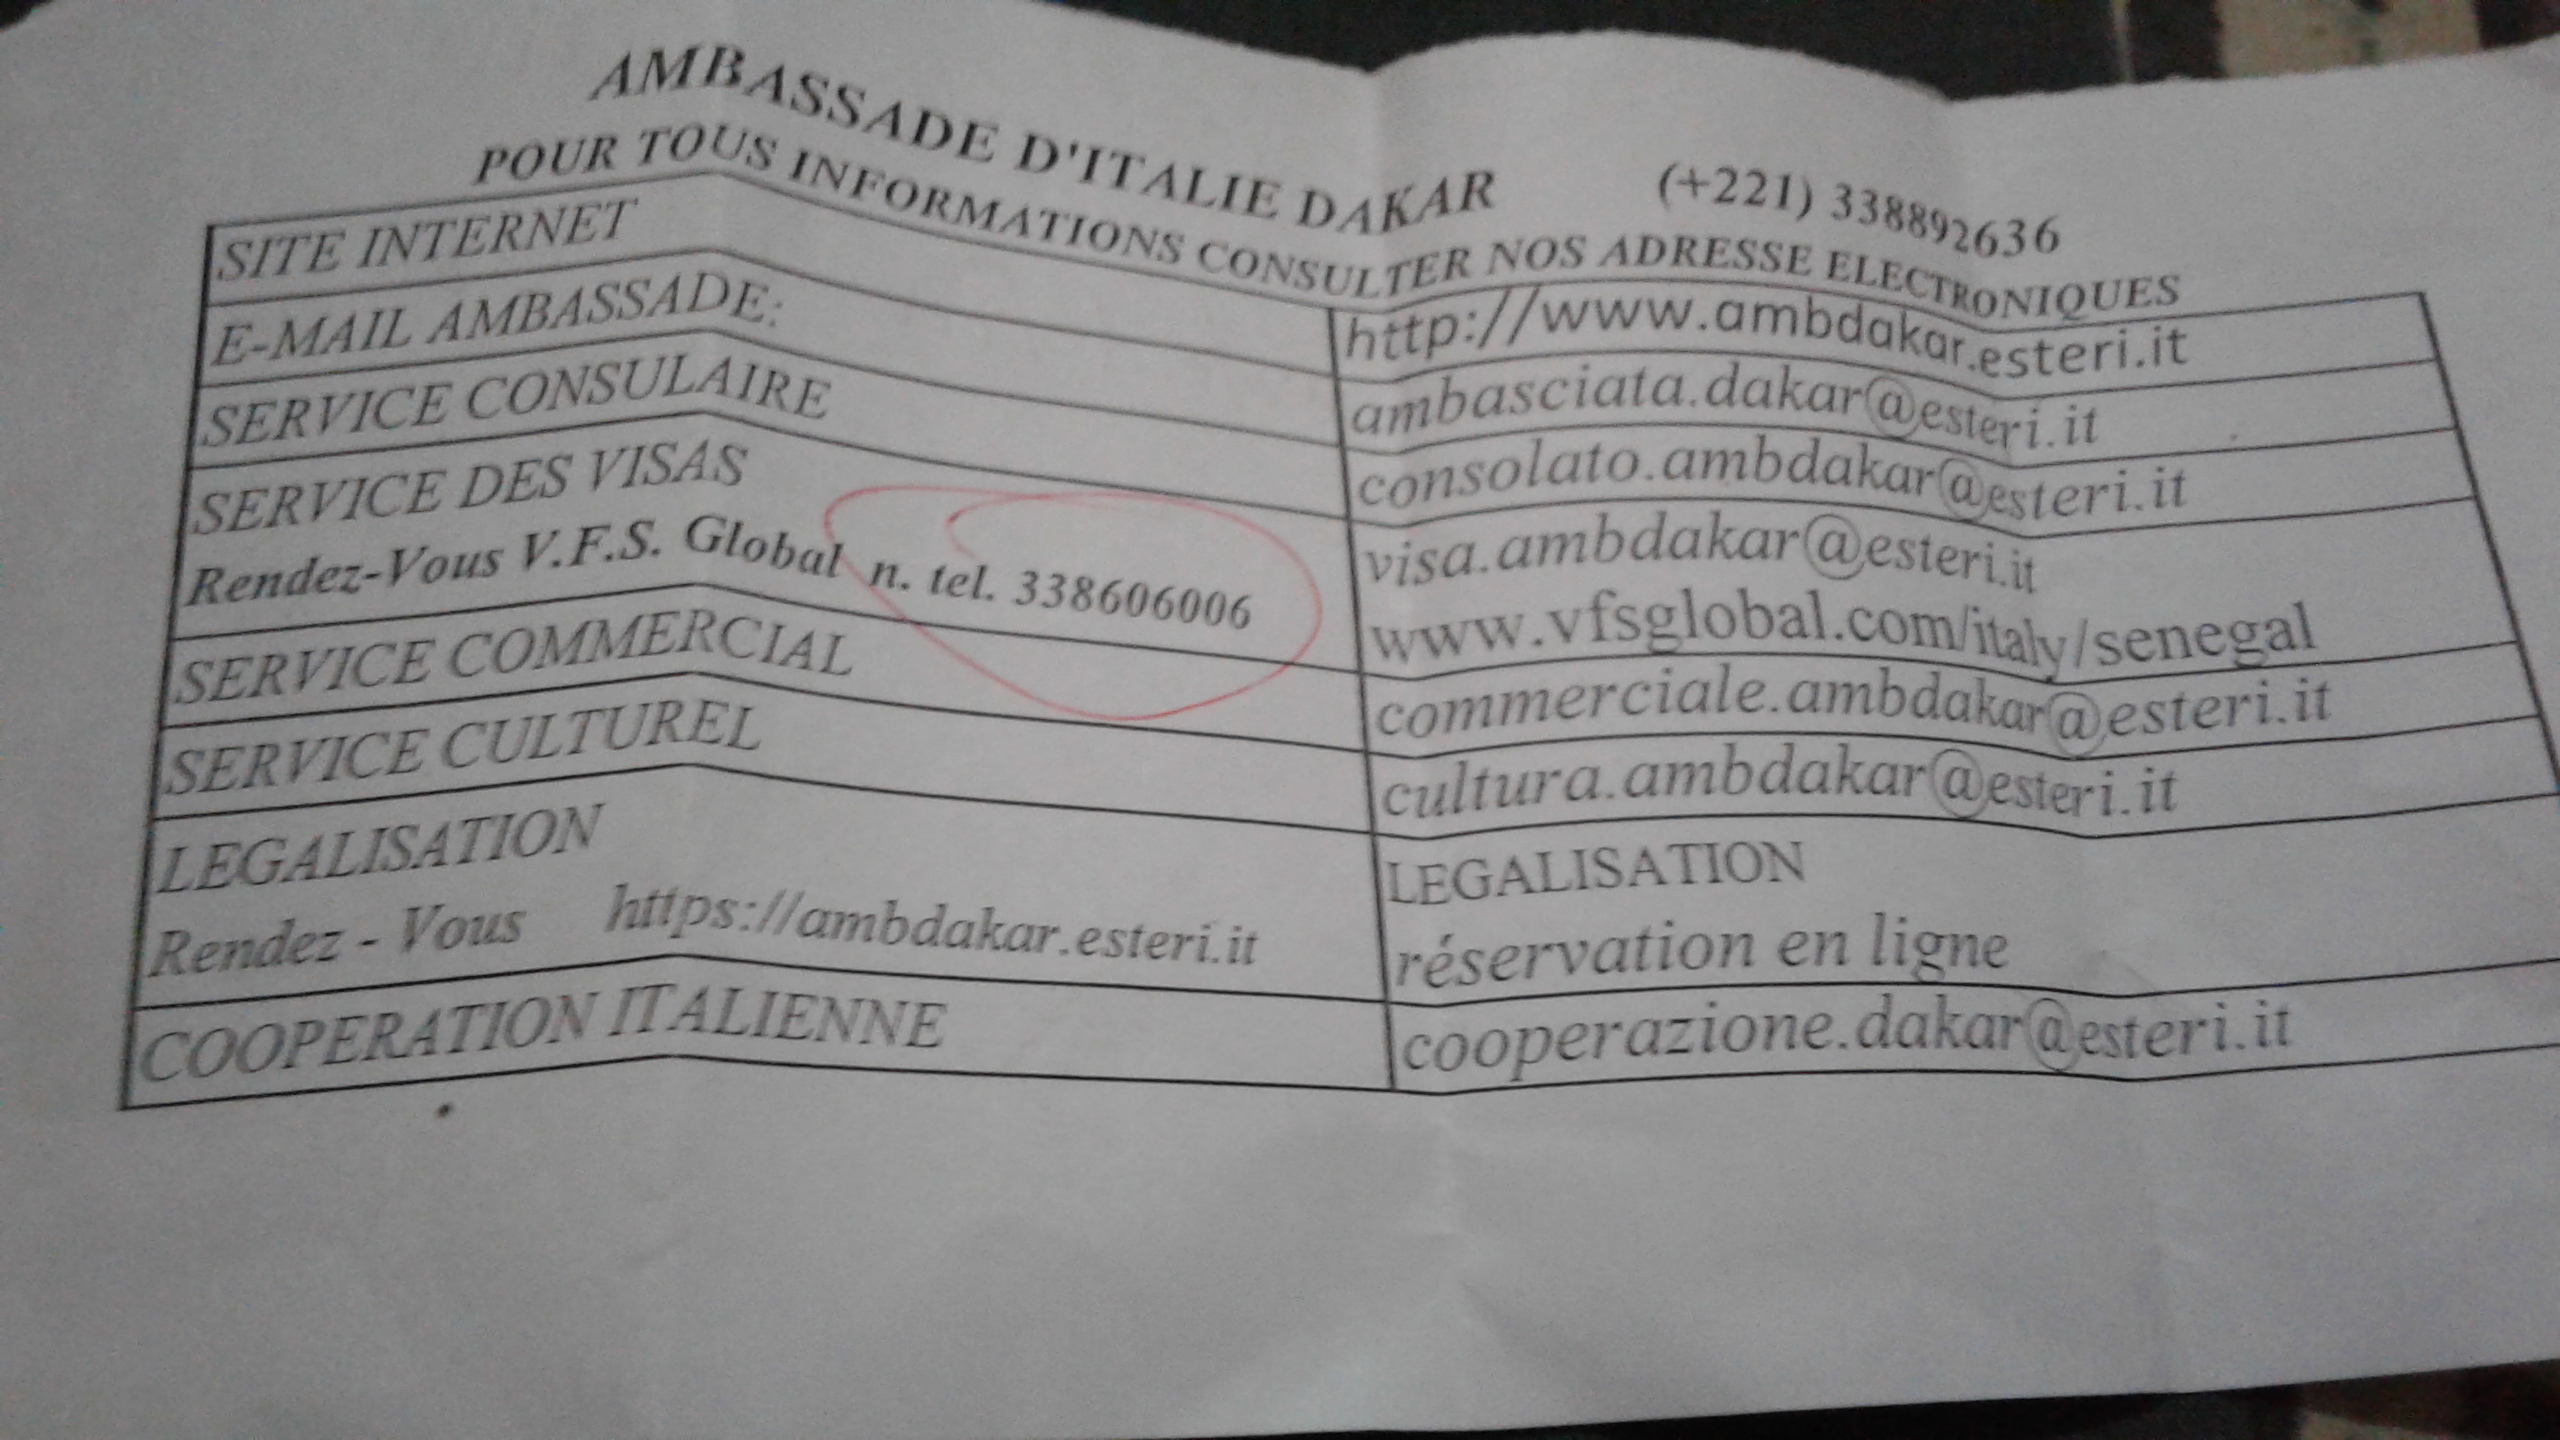 AMBASSADE D'ITALIE DAKAR (+221) 338892636
POUR TOUS INFORMATIONS CONSULTER NOS ADRESSE ELECTRONIQUES
SITE INTERNET http://www.ambdakar.esteri.it
E-MAIL AMBASSADE: ambasciata.dakar@esteri.it
SERVICE CONSULAIRE consolato.ambdakar@esteri.it
SERVICE DES VISAS visa.ambdakar@esteri.it
Rendez-Vous V.F.S. Global n. tel. 338606006 www.vfsglobal.com/italy/senegal
SERVICE COMMERCIAL commerciale.ambdakar@esteri.it
SERVICE CULTUREL cultura.ambdakar@esteri.it
LEGALISATION LEGALISATION
Rendez - Vous https://ambdakar.esteri.it réservation en ligne
COOPERATION ITALIENNE cooperazione.dakar@esteri.it